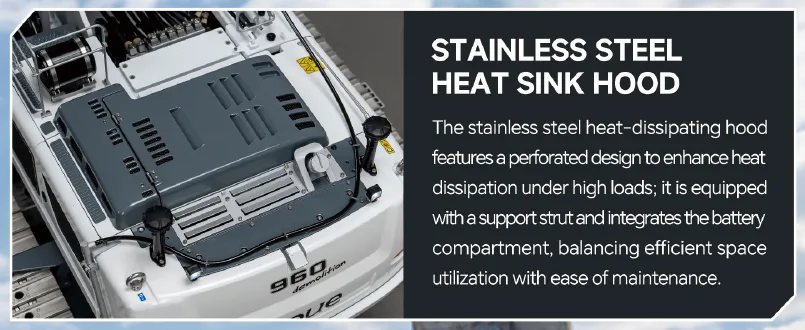 STAINLESS STEEL
HEAT SINK HOOD
The stainless steel heat-dissipating hood
features a perforated design to enhance heat
dissipation under high loads; it is equipped
with a support strut and integrates the battery
compartment, balancing efficient space
utilization with ease of maintenance.
960
demolition